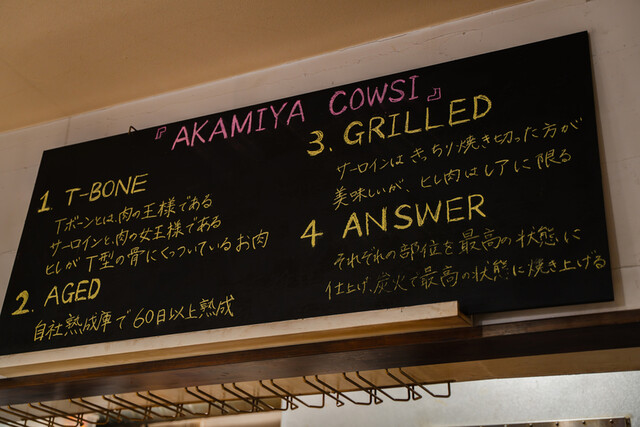 『AKAMIYA COWSI』
1. T-BONE
Tボーンとは、肉の王様である
サーロインと、肉の女王様である
ヒレがT型の骨にくっついているお肉
2. AGED
自社熟成庫で60日以上熟成
3. GRILLED
サーロインはきっちり焼き切った方が
美味しいが、ヒレ肉はレアに限る
4 ANSWER
それぞれの部位を最高の状態に
仕上げ、炭火で最高の状態に焼き上げる